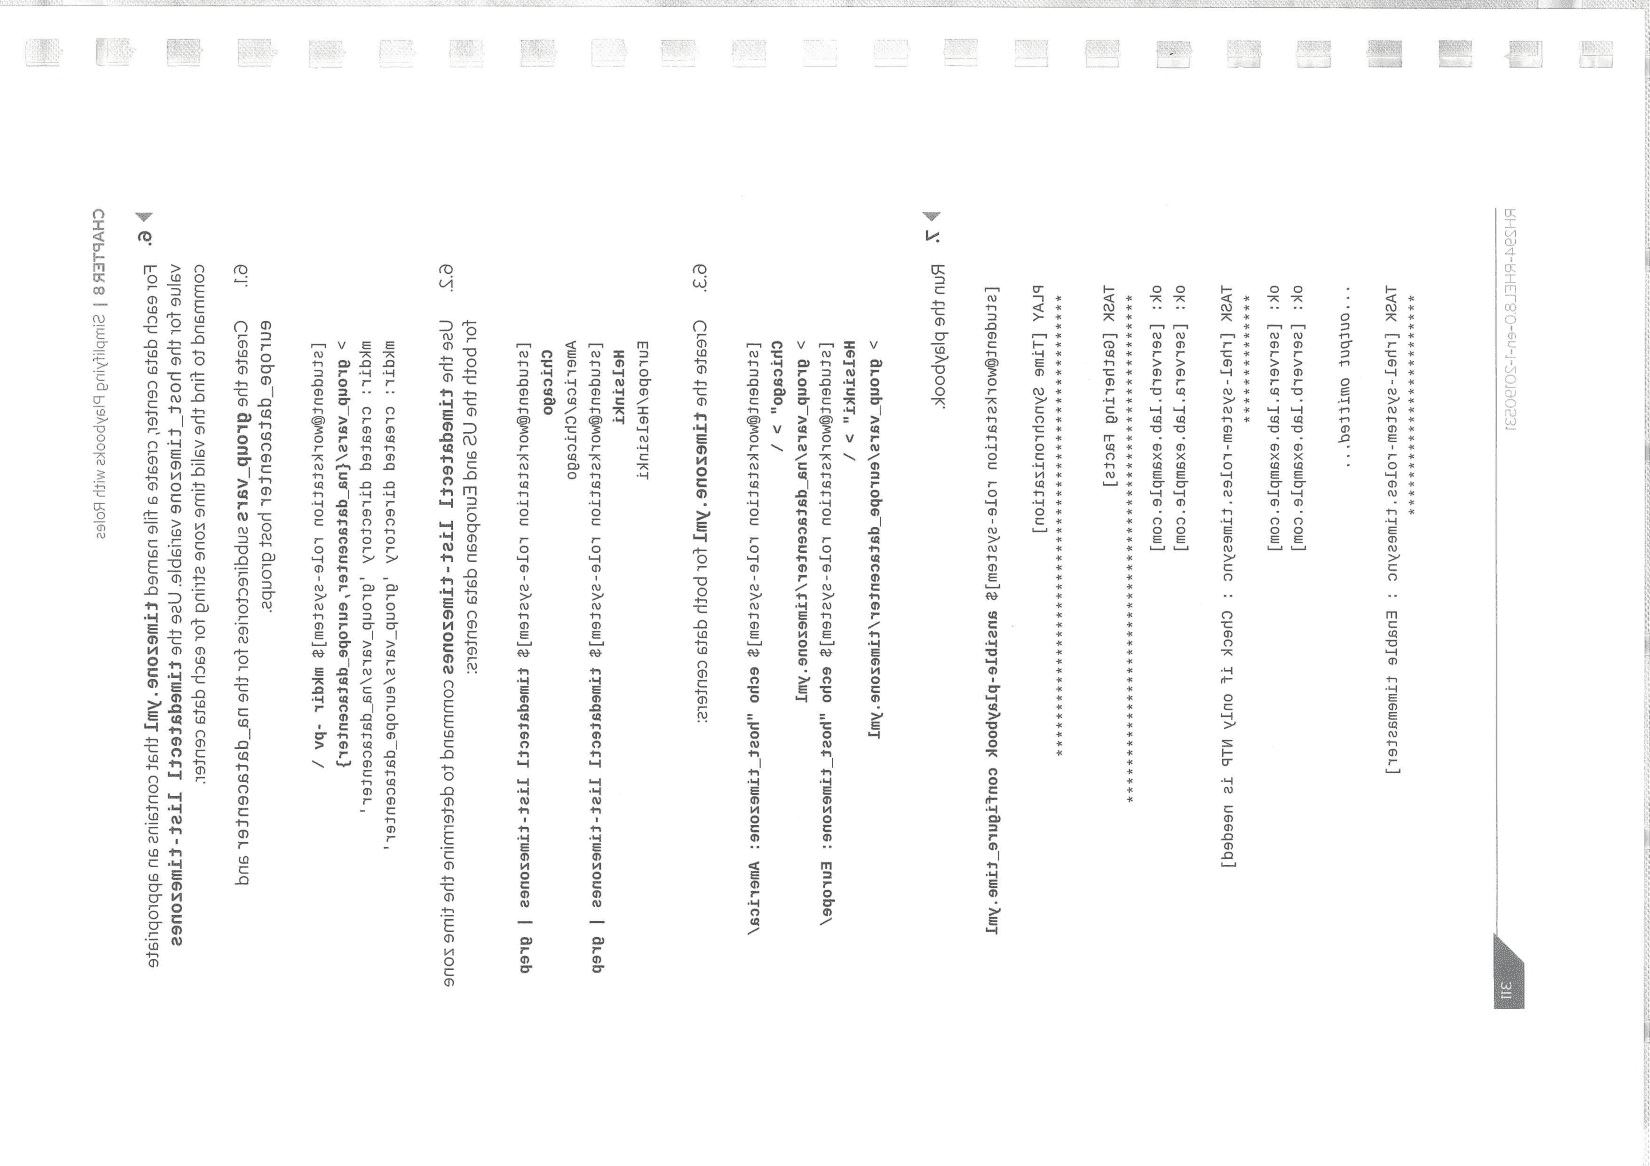 CHAPTER 8 | Simplifying Playbooks with Roles
6. For each data center, create a file named timezone.yml that contains an appropriate
value for the host_timezone variable. Use the timedatectl list-timezones
command to find the valid time zone string for each data center.
6.1. Create the group_vars subdirectories for the na_datacenter and
europe_datacenter host groups.
[student@workstation role-system]$ mkdir -pv \
> group_vars/{na_datacenter,europe_datacenter}
mkdir: created directory 'group_vars/na_datacenter'
mkdir: created directory 'group_vars/europe_datacenter'
6.2. Use the timedatectl list-timezones command to determine the time zone
for both the US and European data centers:
[student@workstation role-system]$ timedatectl list-timezones | grep
Chicago
America/Chicago
[student@workstation role-system]$ timedatectl list-timezones | grep
Helsinki
Europe/Helsinki
6.3. Create the timezone.yml for both data centers:
[student@workstation role-system]$ echo "host_timezone: America/
Chicago" > \
> group_vars/na_datacenter/timezone.yml
[student@workstation role-system]$ echo "host_timezone: Europe/
Helsinki" > \
> group_vars/europe_datacenter/timezone.yml
7. Run the playbook.
[student@workstation role-system]$ ansible-playbook configure_time.yml
PLAY [Time Synchronization]
****************************************************
TASK [Gathering Facts]
*********************************************************
ok: [serverb.lab.example.com]
ok: [servera.lab.example.com]
TASK [rhel-system-roles.timesync : Check if only NTP is needed]
****************
ok: [servera.lab.example.com]
ok: [serverb.lab.example.com]
...output omitted...
TASK [rhel-system-roles.timesync : Enable timemaster]
***************************
RH294-RHEL8.0-en-1-20190531
311